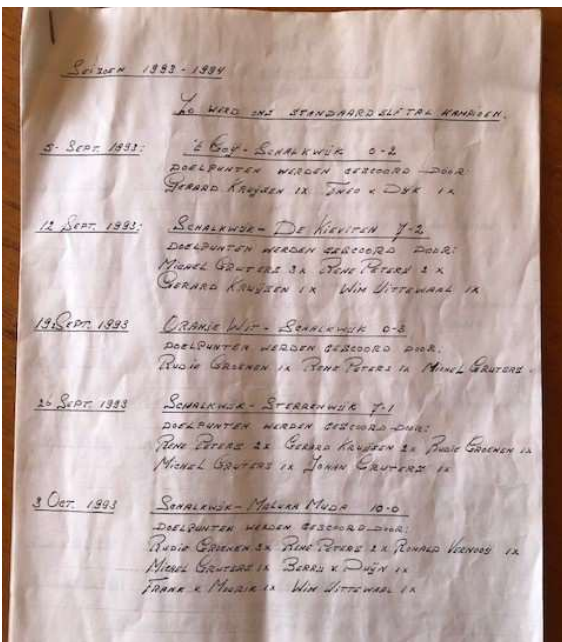 Seizoen 1993-1994
Zo werd ons standaardelftal kampioen.
5- Sept. 1993: 't Goy - Schalkwijk 0-2
Doelpunten werden gescoord door:
Gerard Kruijsen 1x Theo v Dijk 1x
12 Sept. 1993: Schalkwijk - De Kieviten 7-2
Doelpunten werden gescoord door:
Michel Gruters 3x Rene Peters 2x
Gerard Kruijsen 1x Wim Uittewaal 1x
19 Sept. 1993 Oranje Wit - Schalkwijk 0-3
Doelpunten werden gescoord door:
Rudie Groenen 1x Rene Peters 1x Michel Gruters
26 Sept. 1993 Schalkwijk - Sterrenwijk 7-1
Doelpunten werden gescoord door:
Rene Peters 2x Gerard Kruijsen 2x Rudie Groenen 1x
Michel Gruters 1x Johan Gruters 1x
3 Oct. 1993 Schalkwijk - Maluku Muda 10-0
Doelpunten werden gescoord door:
Rudie Groenen 3x Rene Peters 2x Ronald Vernooy 1x
Michel Gruters 1x Berry v Duijn 1x
Frank v Mourik 1x Wim Uittewaal 1x